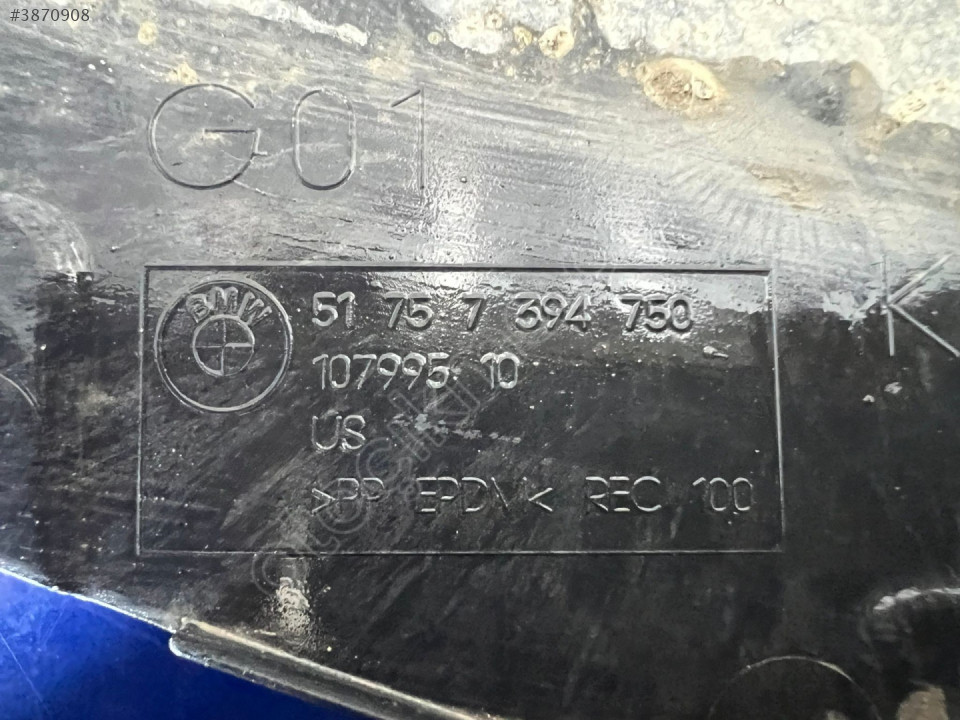 #3870908
G01
BMW
51 75 7 394 750
107995 10
K
US
>PP EPDM< REC 100